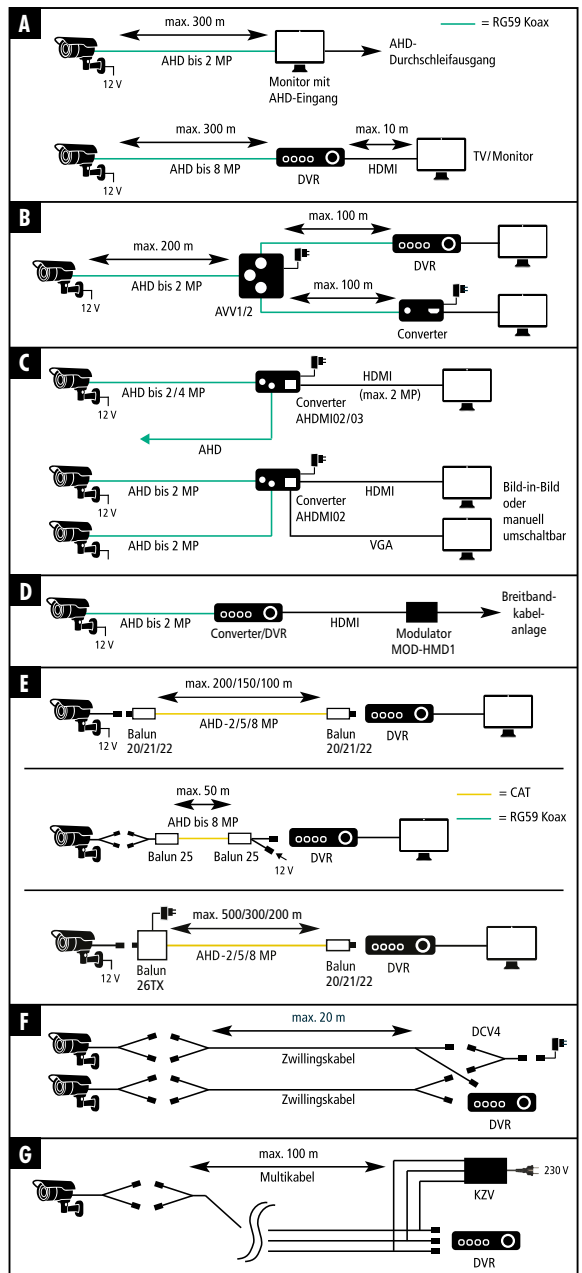 A
max. 300 m
= RG59 Koax
AHD bis 2 MP
AHD-
Durchschleifausgang
12 V
Monitor mit
AHD-Eingang
max. 300 m
max. 10 m
AHD bis 8 MP
HDMI
TV/Monitor
12 V
DVR
B
max. 100 m
max. 200 m
DVR
AHD bis 2 MP
max. 100 m
12 V
AVV1/2
Converter
C
AHD bis 2/4 MP
HDMI
(max. 2 MP)
12 V
Converter
AHDMI02/03
AHD
AHD bis 2 MP
HDMI
12 V
Converter
AHDMI02
Bild-in-Bild
oder
manuell
umschaltbar
AHD bis 2 MP
VGA
D
Breitband-
kabel-
anlage
AHD bis 2 MP
Converter/DVR
HDMI
Modulator
MOD-HMD1
12 V
E
max. 200/150/100 m
AHD-2/5/8 MP
12 V
Balun
20/21/22
Balun
20/21/22
DVR
max. 50 m
= CAT
AHD bis 8 MP
= RG59 Koax
Balun 25
Balun 25
DVR
12 V
max. 500/300/200 m
AHD-2/5/8 MP
12 V
Balun
26TX
Balun
20/21/22
DVR
F
max. 20 m
DCV4
Zwillingskabel
Zwillingskabel
DVR
G
max. 100 m
Multikabel
230 V
KZV
DVR